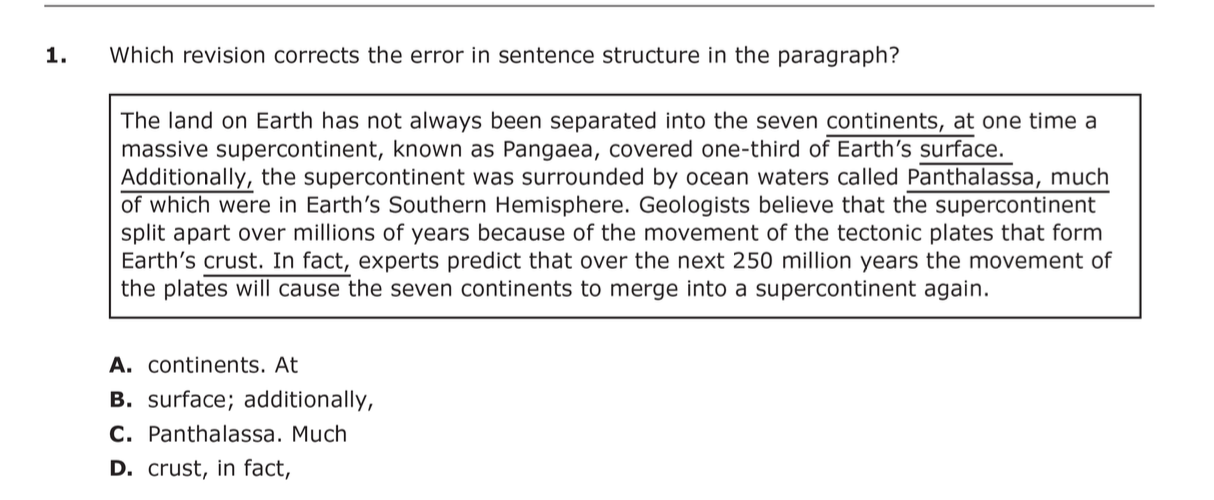 1. Which revision corrects the error in sentence structure in the paragraph?
The land on Earth has not always been separated into the seven continents, at one time a
massive supercontinent, known as Pangaea, covered one-third of Earth’s surface.
Additionally, the supercontinent was surrounded by ocean waters called Panthalassa, much
of which were in Earth’s Southern Hemisphere. Geologists believe that the supercontinent
split apart over millions of years because of the movement of the tectonic plates that form
Earth’s crust. In fact, experts predict that over the next 250 million years the movement of
the plates will cause the seven continents to merge into a supercontinent again.
A. continents. At
B. surface; additionally,
C. Panthalassa. Much
D. crust, in fact,